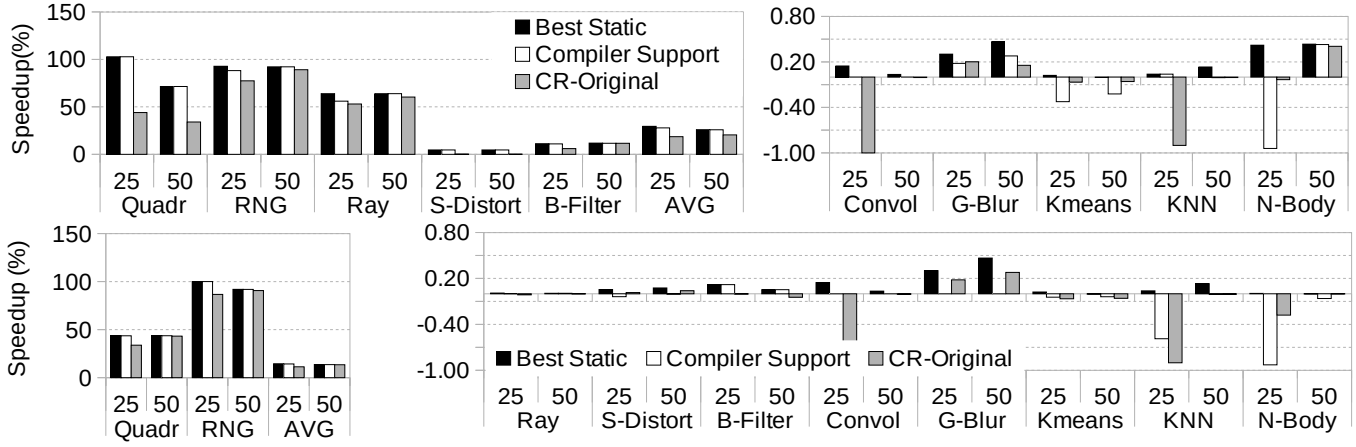 150
100
50
0
Speedup(%)
Best Static
Compiler Support
CR-Original
25 50 25 50 25 50 25 50 25 50 25 50
Quadr RNG Ray S-Distort B-Filter AVG
0.80
0.20
-0.40
-1.00
25 50 25 50 25 50 25 50 25 50
Convol G-Blur Kmeans KNN N-Body
150
100
50
0
Speedup (%)
25 50 25 50 25 50
Quadr RNG AVG
0.80
0.20
-0.40
-1.00
Best Static Compiler Support CR-Original
25 50 25 50 25 50 25 50 25 50 25 50 25 50 25 50
Ray S-Distort B-Filter Convol G-Blur Kmeans KNN N-Body